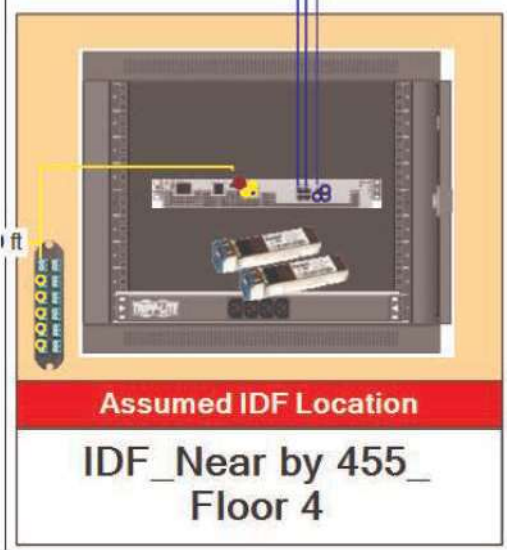 ft
TRIPP-LITE
Assumed IDF Location
IDF_Near by 455_
Floor 4